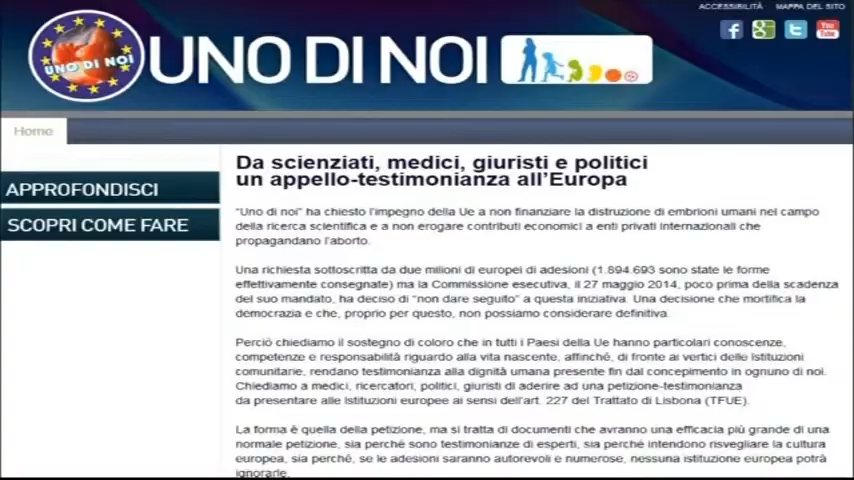 ACCESSIBILITÀ MAPPA DEL SITO
UNO DI NOI
UNO DI NOI
You
Tube
Home
Da scienziati, medici, giuristi e politici
un appello-testimonianza all'Europa
APPROFONDISCI
SCOPRI COME FARE
"Uno di noi" ha chiesto l'impegno della Ue a non finanziare la distruzione di embrioni umani nel campo
della ricerca scientifica e a non erogare contributi economici a enti privati internazionali che
propagandano l'aborto.
Una richiesta sottoscritta da due milioni di europei di adesioni (1.894.693 sono state le forme
effettivamente consegnate) ma la Commissione esecutiva, il 27 maggio 2014, poco prima della scadenza
del suo mandato, ha deciso di "non dare seguito" a questa iniziativa. Una decisione che mortifica la
democrazia e che, proprio per questo, non possiamo considerare definitiva.
Perciò chiediamo il sostegno di coloro che in tutti i Paesi della Ue hanno particolari conoscenze,
competenze e responsabilità riguardo alla vita nascente, affinché, di fronte ai vertici delle Istituzioni
comunitarie, rendano testimonianza alla dignità umana presente fin dal concepimento in ognuno di noi.
Chiediamo a medici, ricercatori, politici, giuristi di aderire ad una petizione-testimonianza
da presentare alle Istituzioni europee ai sensi dell'art. 227 del Trattato di Lisbona (TFUE).
La forma è quella della petizione, ma si tratta di documenti che avranno una efficacia più grande di una
normale petizione, sia perché sono testimonianze di esperti, sia perché intendono risvegliare la cultura
europea, sia perché, se le adesioni saranno autorevoli e numerose, nessuna istituzione europea potrà
ignorarle.